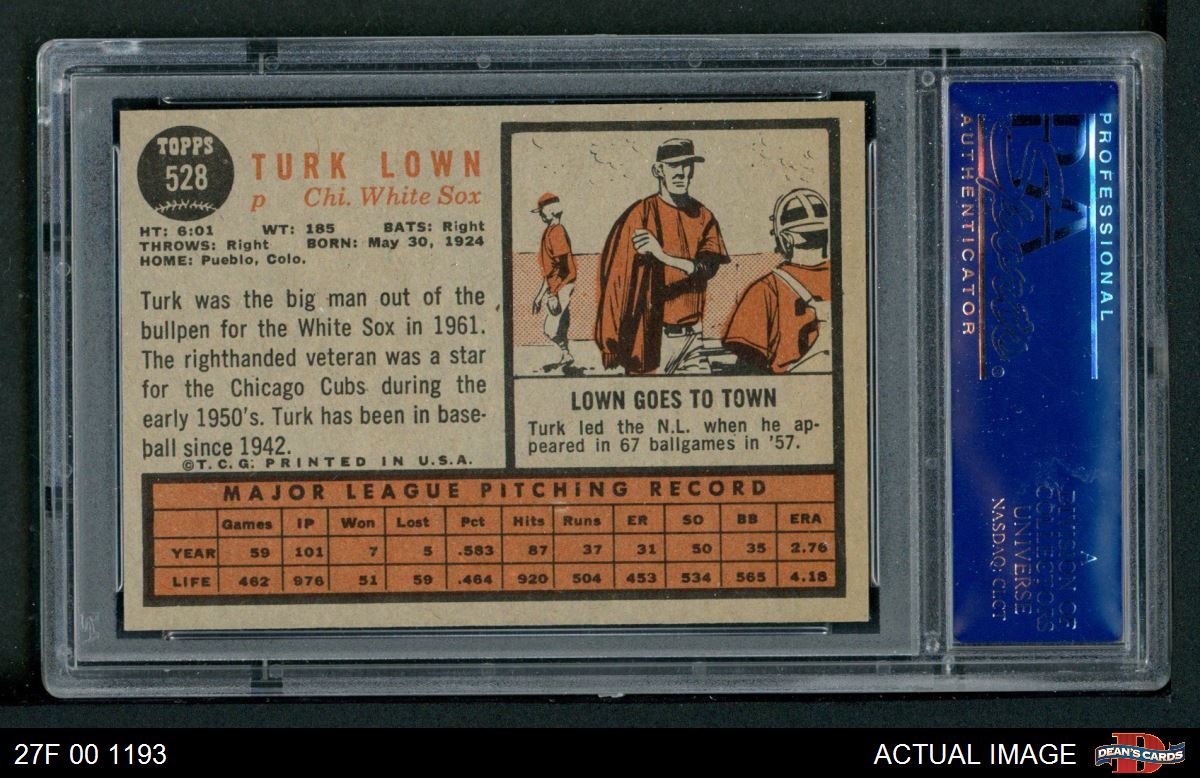 TOPPS
528
TURK LOWN
p Chi. White Sox
HT: 6:01 WT: 185 BATS: Right
THROWS: Right BORN: May 30, 1924
HOME: Pueblo, Colo.
Turk was the big man out of the
bullpen for the White Sox in 1961.
The righthanded veteran was a star
for the Chicago Cubs during the
early 1950's. Turk has been in base-
ball since 1942.
©T.C.G. PRINTED IN U.S.A.
LOWN GOES TO TOWN
Turk led the N.L. when he ap-
peared in 67 ballgames in '57.
MAJOR LEAGUE PITCHING RECORD
Games IP Won Lost Pct Hits Runs ER SO BB ERA
YEAR 59 101 7 5 .583 87 37 31 50 35 2.76
LIFE 462 976 51 59 .464 920 504 453 534 565 4.18
PROFESSIONAL
PSA
AUTHENTICATOR
A
DIVISION OF
COLLECTORS
UNIVERSE
NASDAQ: CLCT
27F 00 1193
ACTUAL IMAGE
DEAN'S CARDS